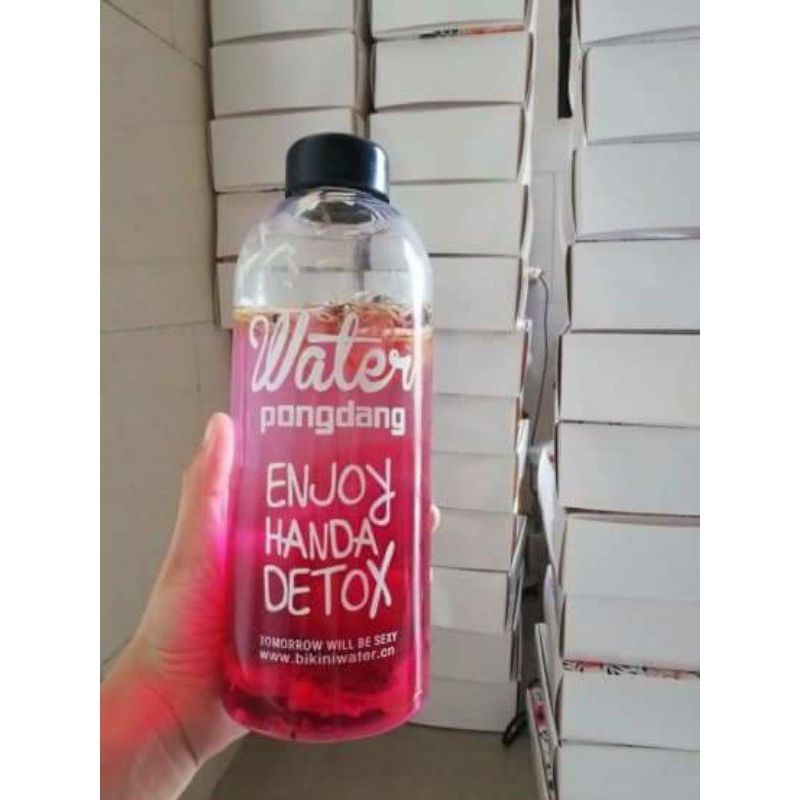 Water
pongdang
ENJOY
HANDA
DETOX
TOMORROW WILL BE SEXY
www.bikiniwater.cn